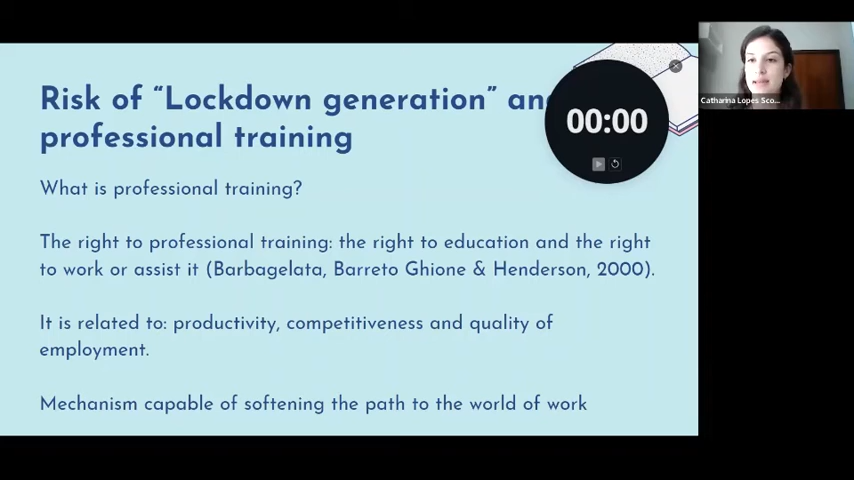 Risk of “Lockdown generation” an
professional training
00:00
What is professional training?
The right to professional training: the right to education and the right
to work or assist it (Barbagelata, Barreto Ghione & Henderson, 2000).
It is related to: productivity, competitiveness and quality of
employment.
Mechanism capable of softening the path to the world of work
Catharina Lopes Sco...